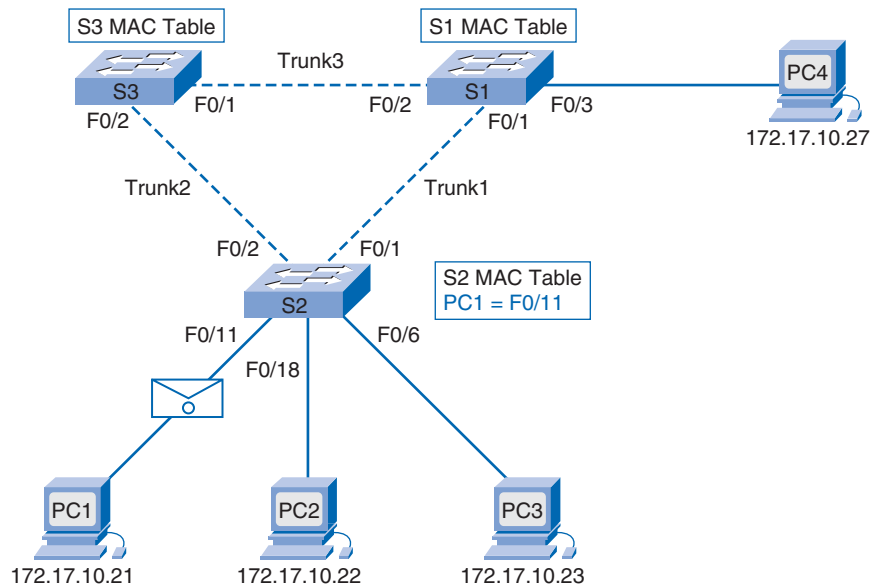 S3 MAC Table
S1 MAC Table
Trunk3
S3
S1
PC4
F0/1
F0/2
F0/3
F0/2
F0/1
172.17.10.27
Trunk2
Trunk1
F0/2
F0/1
S2 MAC Table
PC1 = F0/11
S2
F0/11
F0/6
F0/18
PC1
PC2
PC3
172.17.10.21
172.17.10.22
172.17.10.23